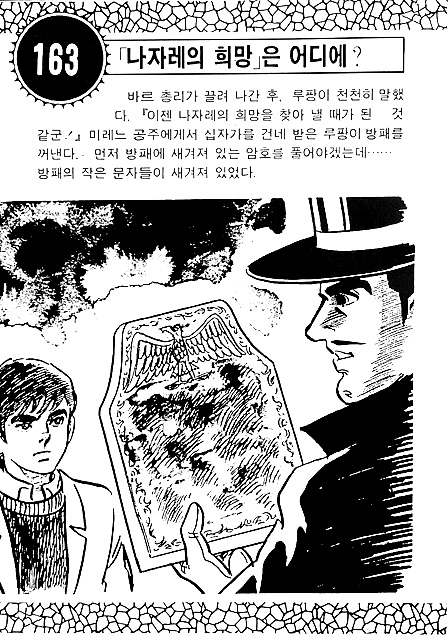 163
「나자레의 희망」은 어디에?
바르 총리가 끌려 나간 후, 루팡이 천천히 말했
다. 『이젠 나자레의 희망을 찾아 낼 때가 된 것
같군!』 미레느 공주에게서 십자가를 건네 받은 루팡이 방패를
꺼낸다. 먼저 방패에 새겨져 있는 암호를 풀어야겠는데……
방패의 작은 문자들이 새겨져 있었다.